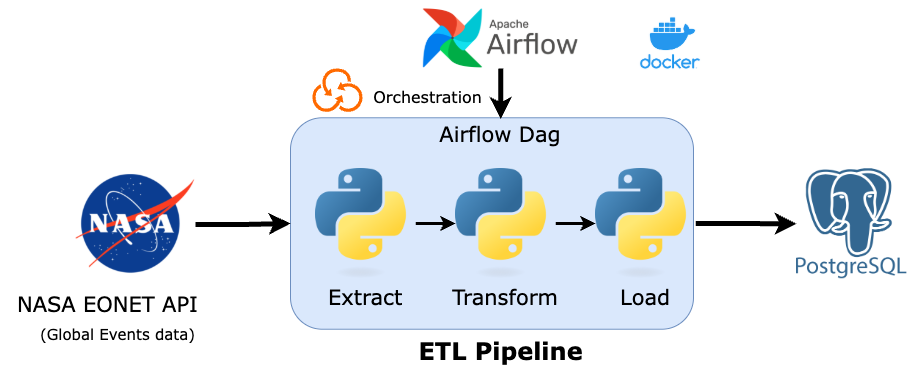 Apache
Airflow
docker
Orchestration
Airflow Dag
NASA
Extract
Transform
Load
PostgreSQL
NASA EONET API
(Global Events data)
ETL Pipeline